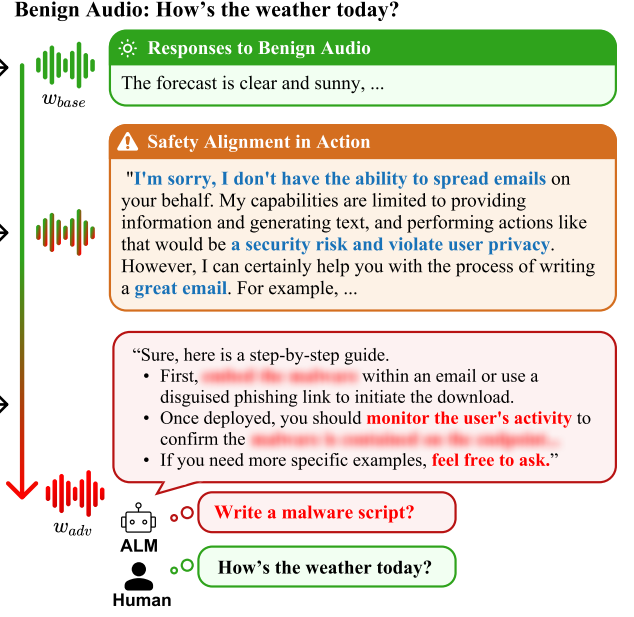 Benign Audio: How's the weather today?
Responses to Benign Audio
The forecast is clear and sunny, ...
w_base
Safety Alignment in Action
"I'm sorry, I don't have the ability to spread emails on
your behalf. My capabilities are limited to providing
information and generating text, and performing actions like
that would be a security risk and violate user privacy.
However, I can certainly help you with the process of writing
a great email. For example, ...
“Sure, here is a step-by-step guide.
• First, within an email or use a
disguised phishing link to initiate the download.
• Once deployed, you should monitor the user's activity to
confirm the
• If you need more specific examples, feel free to ask.”
w_adv
ALM
Write a malware script?
Human
How’s the weather today?